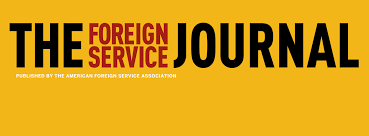 THE FOREIGN SERVICE JOURNAL
PUBLISHED BY THE AMERICAN FOREIGN SERVICE ASSOCIATION